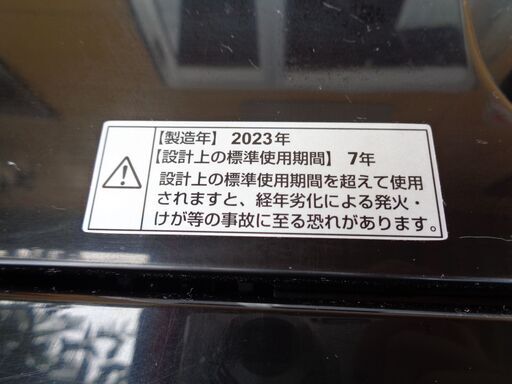 【製造年】 2023年
【設計上の標準使用期間】 7年
設計上の標準使用期間を超えて使用
されますと、経年劣化による発火・
けが等の事故に至る恐れがあります。